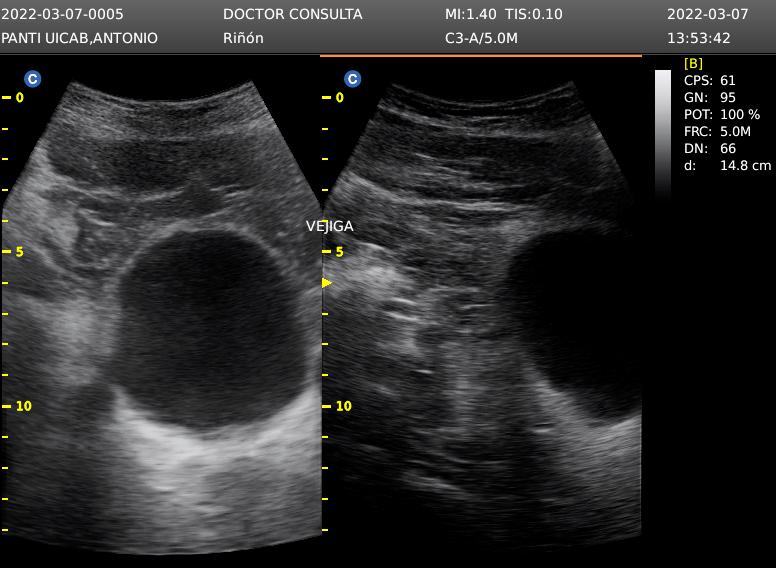 2022-03-07-0005 DOCTOR CONSULTA MI:1.40 TIS:0.10 2022-03-07
PANTI UICAB,ANTONIO Riñón C3-A/5.0M 13:53:42
[B]
CPS: 61
GN: 95
POT: 100 %
FRC: 5.0M
DN: 66
d: 14.8 cm
C
C
0
0
VEJIGA
5
5
10
10